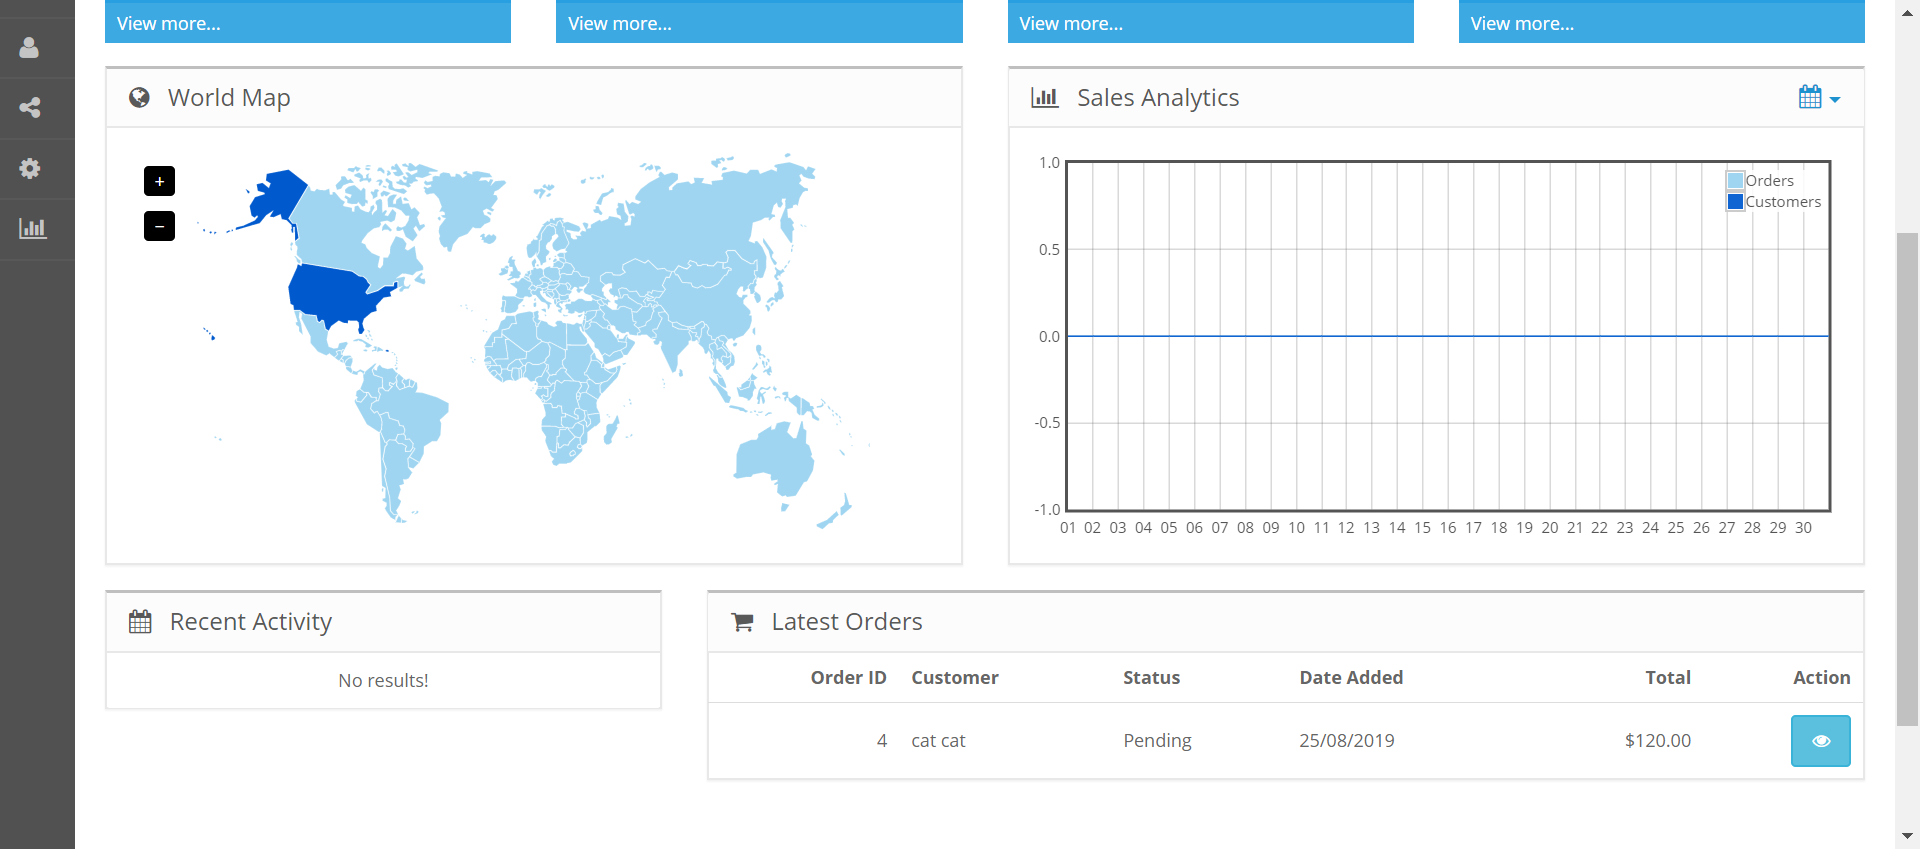 View more... View more... View more... View more...
World Map
+
−
Sales Analytics
1.0
0.5
0.0
-0.5
-1.0
Orders
Customers
01 02 03 04 05 06 07 08 09 10 11 12 13 14 15 16 17 18 19 20 21 22 23 24 25 26 27 28 29 30
Recent Activity
No results!
Latest Orders
Order ID Customer Status Date Added Total Action
4 cat cat Pending 25/08/2019 $120.00